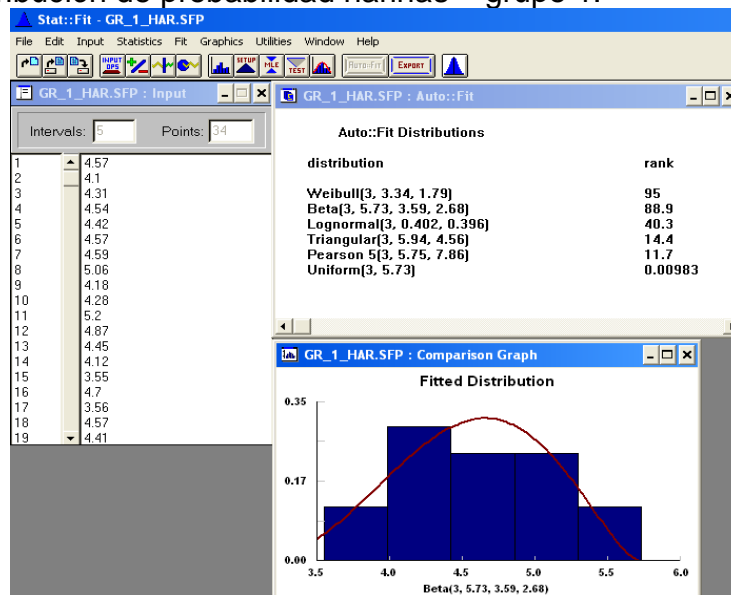 Stat::Fit - GR_1_HAR.SFP
File Edit Input Statistics Fit Graphics Utilities Window Help
INPUT OPS SETUP MLE TEST AUTO::FIT EXPORT
GR_1_HAR.SFP : Input
Intervals: 5 Points: 34
1 4.57
2 4.1
3 4.31
4 4.54
5 4.42
6 4.57
7 4.59
8 5.06
9 4.18
10 4.28
11 5.2
12 4.87
13 4.45
14 4.12
15 3.55
16 4.7
17 3.56
18 4.57
19 4.41
GR_1_HAR.SFP : Auto::Fit
Auto::Fit Distributions
distribution rank
Weibull(3, 3.34, 1.79) 95
Beta(3, 5.73, 3.59, 2.68) 88.9
Lognormal(3, 0.402, 0.396) 40.3
Triangular(3, 5.94, 4.56) 14.4
Pearson 5(3, 5.75, 7.86) 11.7
Uniform(3, 5.73) 0.00983
GR_1_HAR.SFP : Comparison Graph
Fitted Distribution
0.35
0.17
0.00
3.5 4.0 4.5 5.0 5.5 6.0
Beta(3, 5.73, 3.59, 2.68)